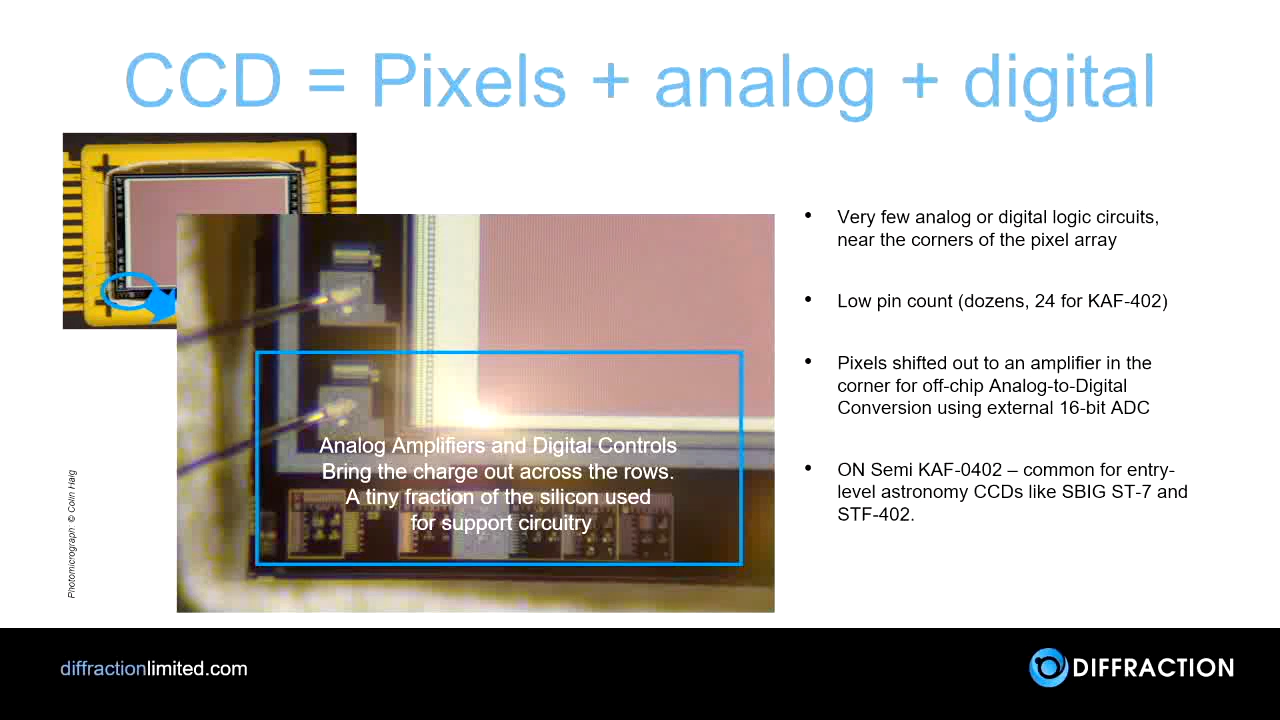 CCD = Pixels + analog + digital
• Very few analog or digital logic circuits,
near the corners of the pixel array
• Low pin count (dozens, 24 for KAF-402)
• Pixels shifted out to an amplifier in the
corner for off-chip Analog-to-Digital
Conversion using external 16-bit ADC
• ON Semi KAF-0402 – common for entry-
level astronomy CCDs like SBIG ST-7 and
STF-402.
Analog Amplifiers and Digital Controls
Bring the charge out across the rows.
A tiny fraction of the silicon used
for support circuitry
Photomicrograph: © Colin Haig
diffractionlimited.com
DIFFRACTION